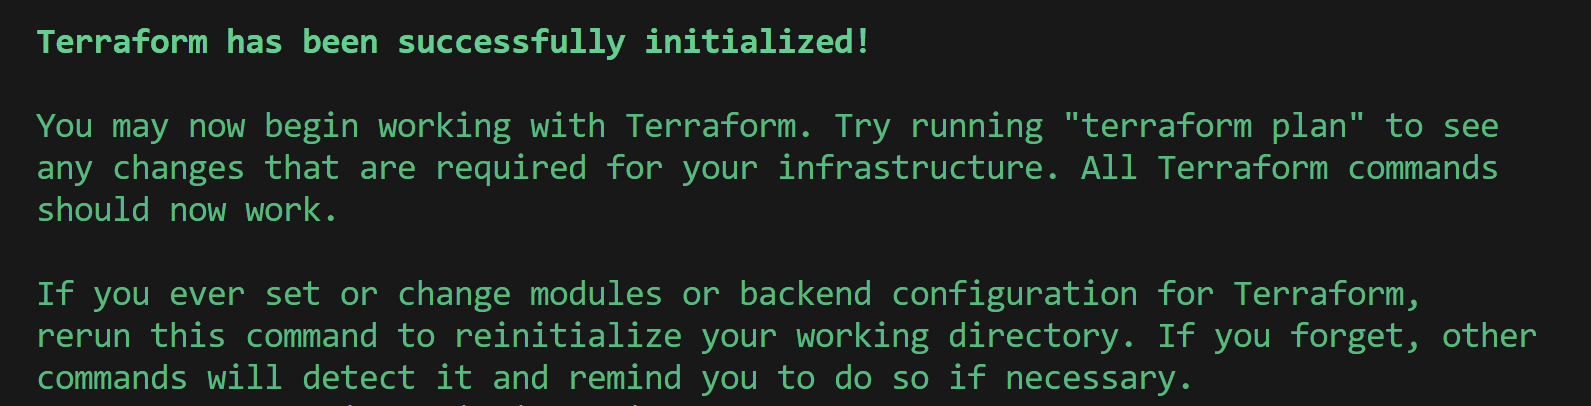 Terraform has been successfully initialized!
You may now begin working with Terraform. Try running "terraform plan" to see
any changes that are required for your infrastructure. All Terraform commands
should now work.
If you ever set or change modules or backend configuration for Terraform,
rerun this command to reinitialize your working directory. If you forget, other
commands will detect it and remind you to do so if necessary.